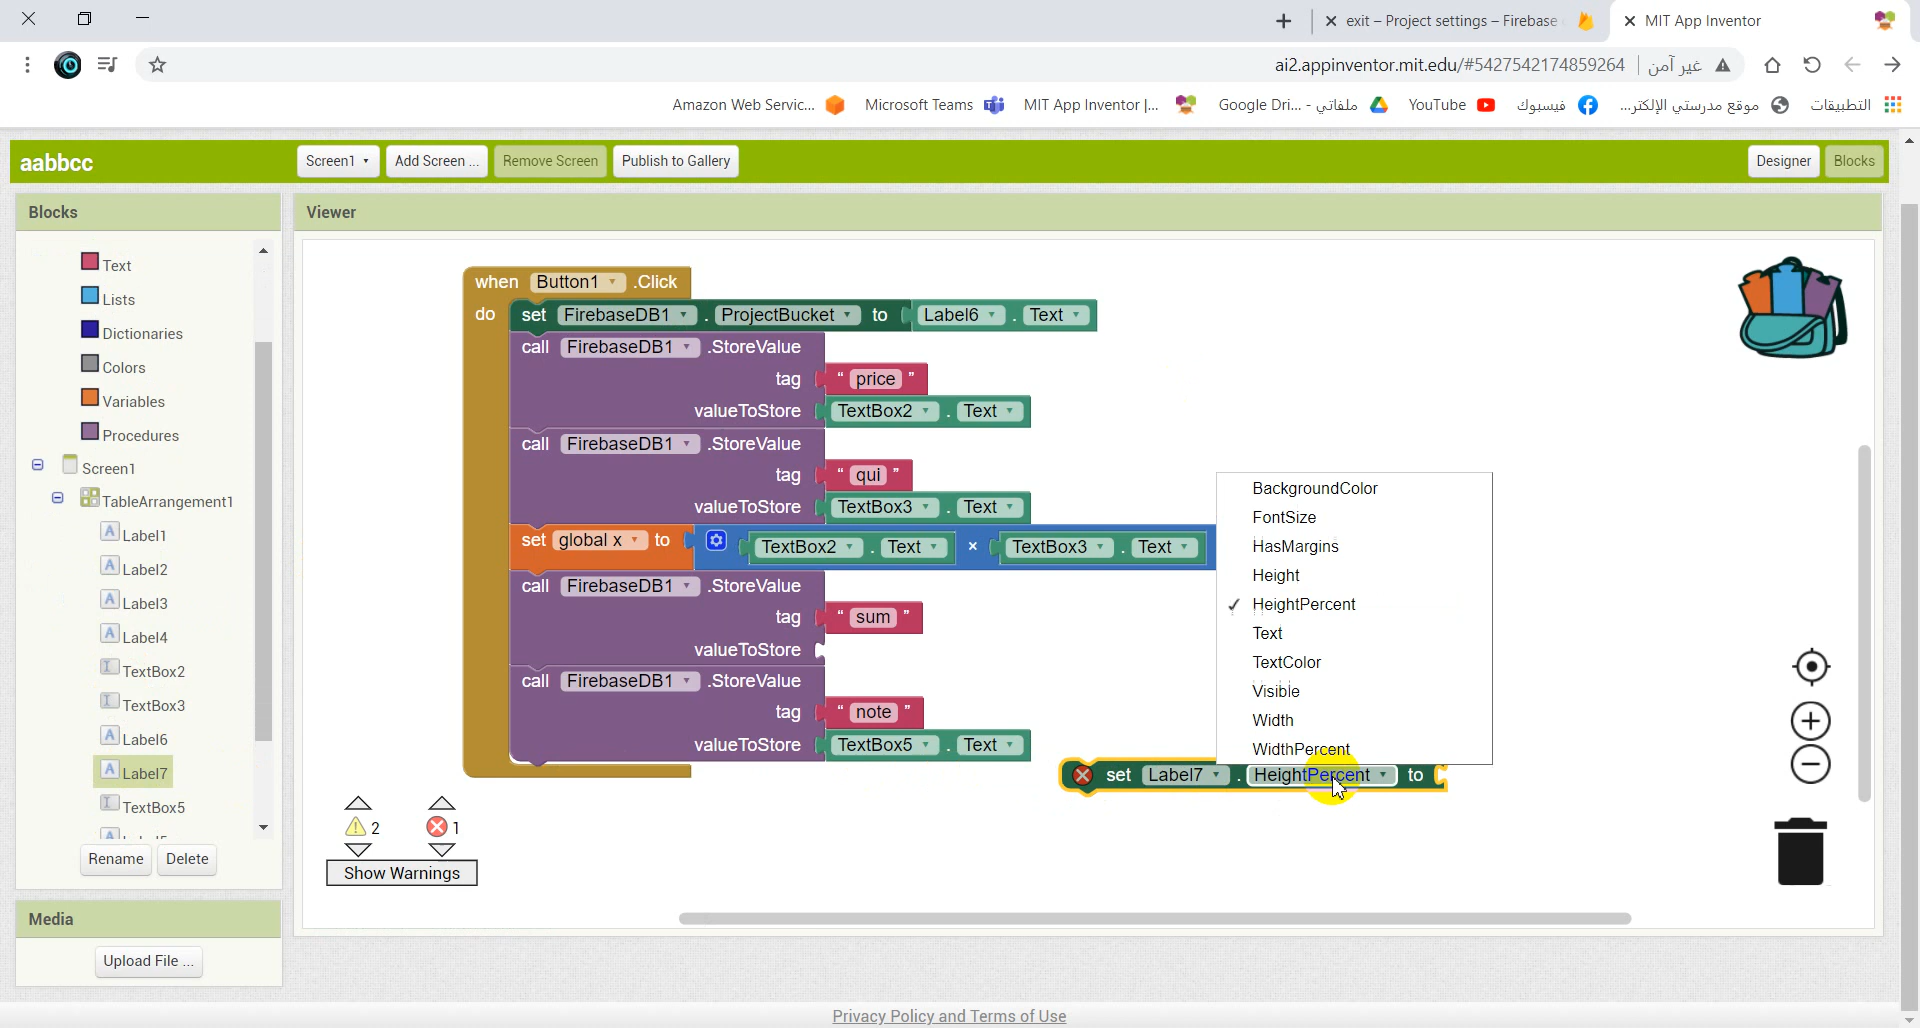 exit – Project settings – Firebase
MIT App Inventor
ai2.appinventor.mit.edu/#5427542174859264
غير آمن
Amazon Web Servic...
Microsoft Teams
MIT App Inventor |...
Google Dri... - ملفاتي
YouTube
فيسبوك
موقع مدرستي الإلكتر...
التطبيقات
aabbcc
Screen1
Add Screen ...
Remove Screen
Publish to Gallery
Designer
Blocks
Blocks
Viewer
Text
Lists
Dictionaries
Colors
Variables
Procedures
Screen1
TableArrangement1
Label1
Label2
Label3
Label4
TextBox2
TextBox3
Label6
Label7
TextBox5
Rename
Delete
Media
Upload File ...
when Button1 .Click
do set FirebaseDB1 . ProjectBucket to Label6 . Text
call FirebaseDB1 .StoreValue
tag " price "
valueToStore TextBox2 . Text
call FirebaseDB1 .StoreValue
tag " qui "
valueToStore TextBox3 . Text
set global x to TextBox2 . Text × TextBox3 . Text
call FirebaseDB1 .StoreValue
tag " sum "
valueToStore
call FirebaseDB1 .StoreValue
tag " note "
valueToStore TextBox5 . Text
BackgroundColor
FontSize
HasMargins
Height
✓ HeightPercent
Text
TextColor
Visible
Width
WidthPercent
set Label7 . HeightPercent to
2
1
Show Warnings
Privacy Policy and Terms of Use